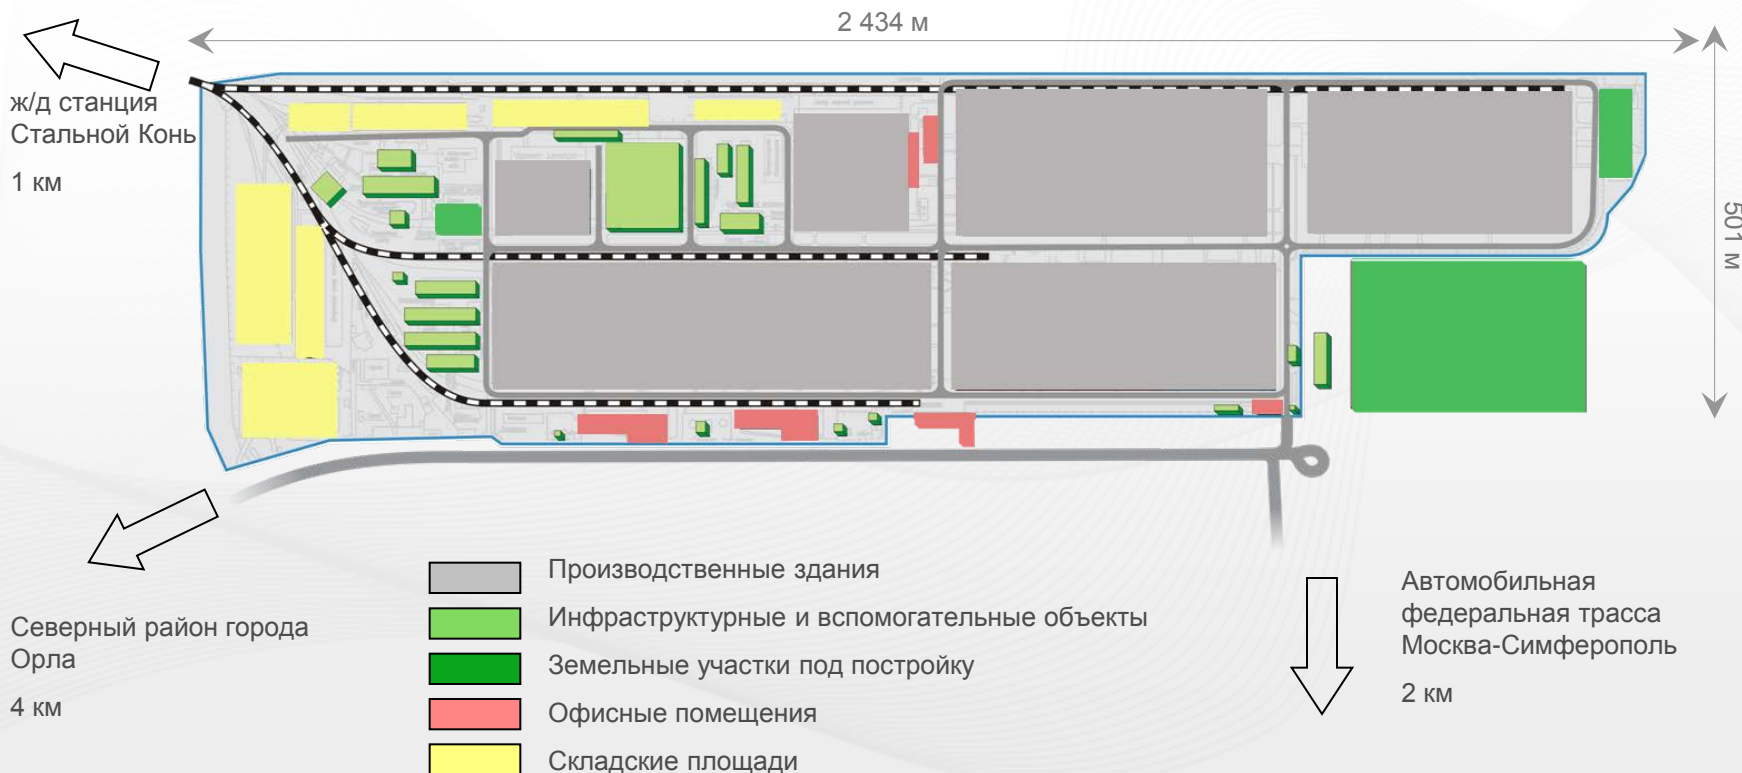 2 434 м
ж/д станция
Стальной Конь
1 км
501 м
Северный район города
Орла
4 км
Производственные здания
Инфраструктурные и вспомогательные объекты
Земельные участки под постройку
Офисные помещения
Складские площади
Автомобильная
федеральная трасса
Москва-Симферополь
2 км